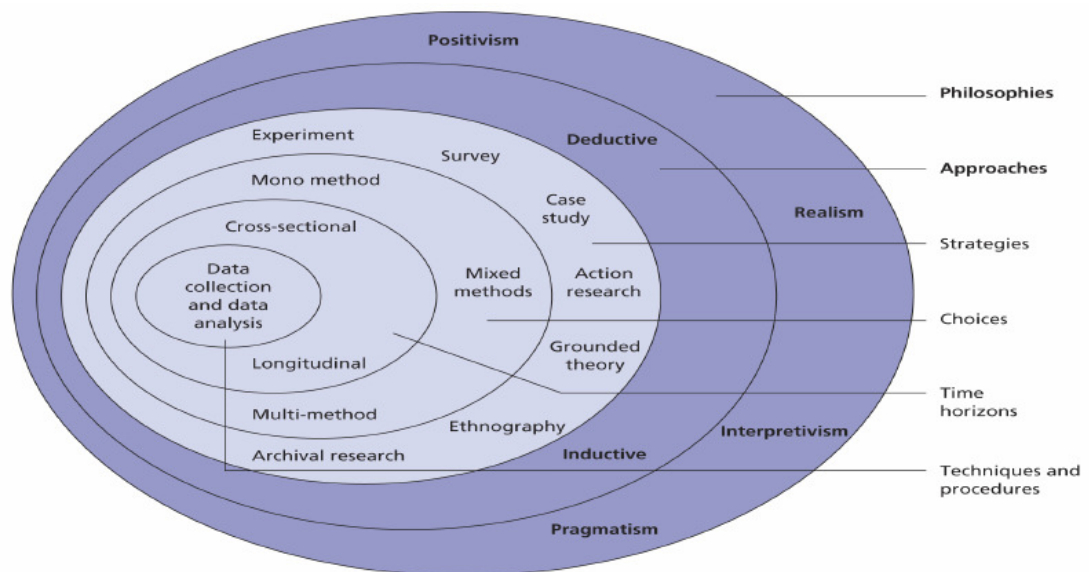 Positivism
Philosophies
Experiment
Deductive
Survey
Approaches
Mono method
Case
study
Realism
Cross-sectional
Strategies
Data
collection
and data
analysis
Mixed
methods
Action
research
Choices
Grounded
theory
Longitudinal
Time
horizons
Multi-method
Ethnography
Interpretivism
Archival research
Inductive
Techniques and
procedures
Pragmatism